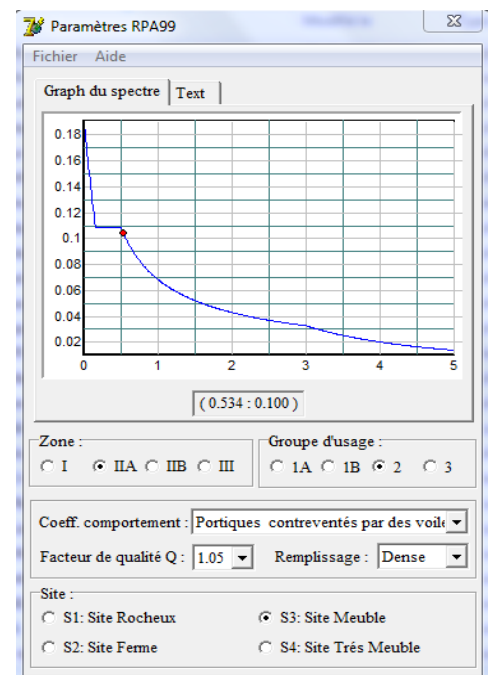 Paramètres RPA99
Fichier Aide
Graph du spectre Text
0.18
0.16
0.14
0.12
0.1
0.08
0.06
0.04
0.02
0 1 2 3 4 5
( 0.534 : 0.100 )
Zone : Groupe d'usage :
I IIA IIB III 1A 1B 2 3
Coeff. comportement : Portiques contreventés par des voile
Facteur de qualité Q : 1.05 Remplissage : Dense
Site :
S1: Site Rocheux S3: Site Meuble
S2: Site Ferme S4: Site Trés Meuble